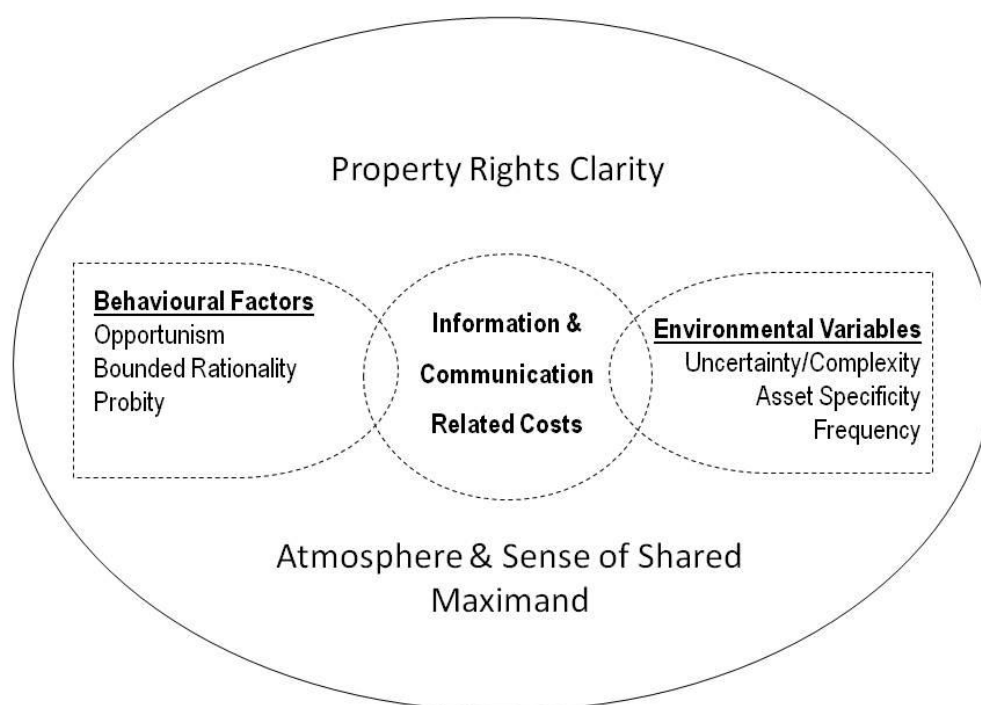 Property Rights Clarity
Behavioural Factors
Opportunism
Bounded Rationality
Probity
Information &
Communication
Related Costs
Environmental Variables
Uncertainty/Complexity
Asset Specificity
Frequency
Atmosphere & Sense of Shared
Maximand